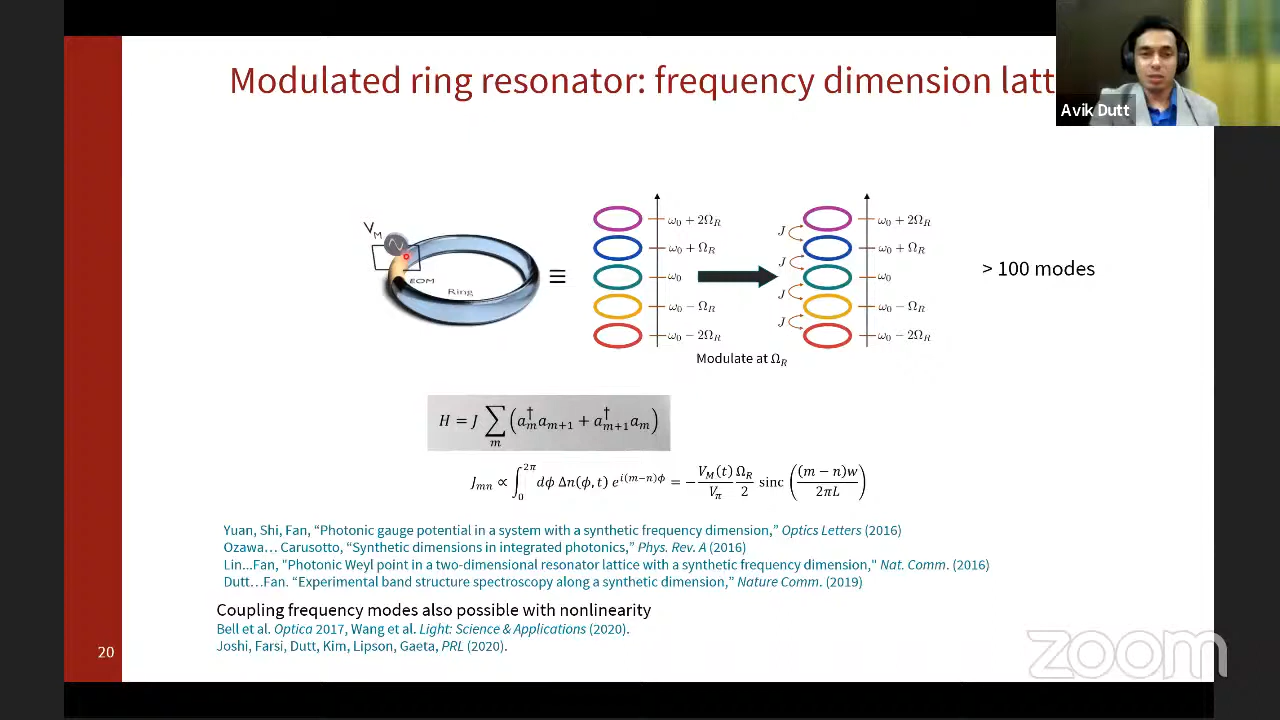 Modulated ring resonator: frequency dimension latt
Avik Dutt
V_M
EOM
Ring
≡
ω₀ + 2Ω_R
ω₀ + Ω_R
ω₀
ω₀ − Ω_R
ω₀ − 2Ω_R
Modulate at Ω_R
J
J
J
J
ω₀ + 2Ω_R
ω₀ + Ω_R
ω₀
ω₀ − Ω_R
ω₀ − 2Ω_R
> 100 modes
H = J ∑_m (a†_m a_{m+1} + a†_{m+1} a_m)
J_{mn} ∝ ∫_0^{2π} dϕ Δn(ϕ, t) e^{i(m−n)ϕ} = − V_M(t)/V_π Ω_R/2 sinc ((m − n)w / 2πL)
Yuan, Shi, Fan, “Photonic gauge potential in a system with a synthetic frequency dimension,” Optics Letters (2016)
Ozawa… Carusotto, “Synthetic dimensions in integrated photonics,” Phys. Rev. A (2016)
Lin...Fan, "Photonic Weyl point in a two-dimensional resonator lattice with a synthetic frequency dimension," Nat. Comm. (2016)
Dutt…Fan. “Experimental band structure spectroscopy along a synthetic dimension,” Nature Comm. (2019)
Coupling frequency modes also possible with nonlinearity
Bell et al. Optica 2017, Wang et al. Light: Science & Applications (2020).
Joshi, Farsi, Dutt, Kim, Lipson, Gaeta, PRL (2020).
20
zoom